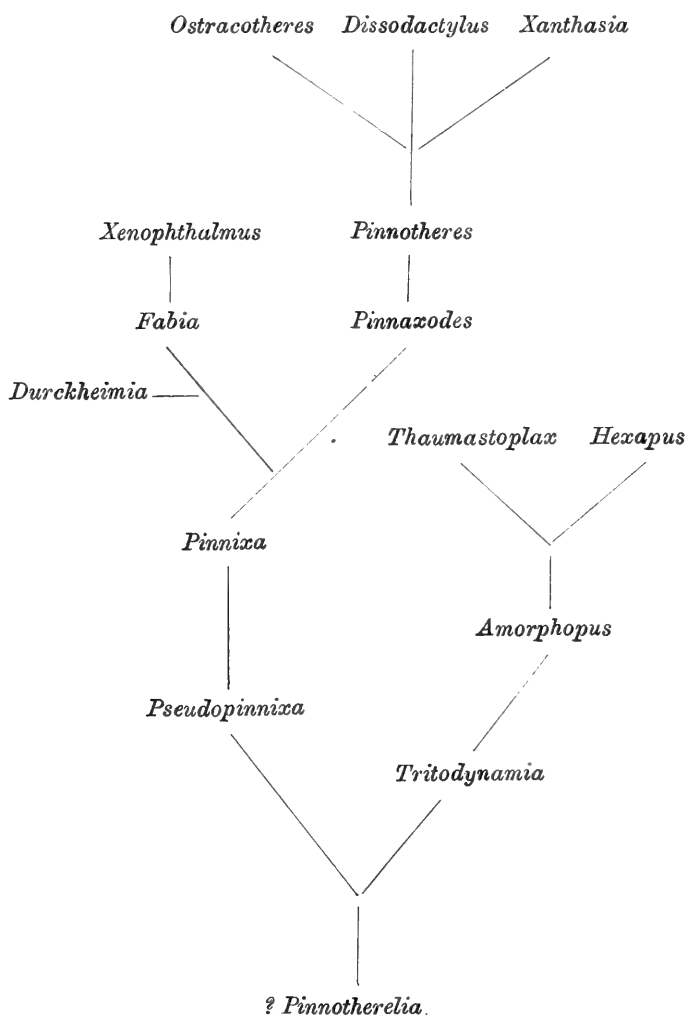 Ostracotheres Dissodactylus Xanthasia
Xenophthalmus Pinnotheres
Fabia Pinnaxodes
Durckheimia
Thaumastoplax Hexapus
Pinnixa
Amorphopus
Pseudopinnixa
Tritodynamia
? Pinnotherelia.